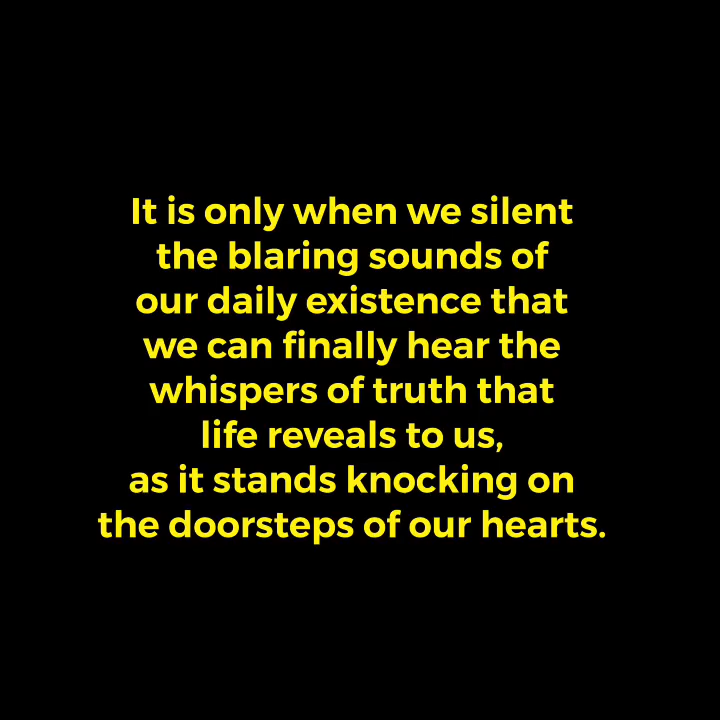 It is only when we silent
the blaring sounds of
our daily existence that
we can finally hear the
whispers of truth that
life reveals to us,
as it stands knocking on
the doorsteps of our hearts.